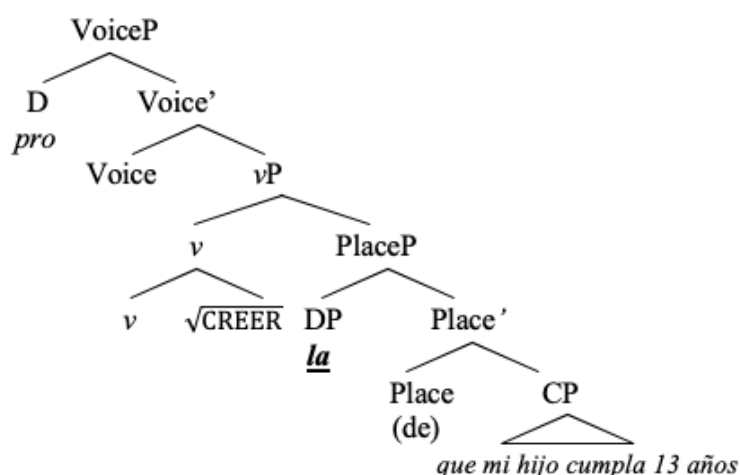 VoiceP
D Voice’
pro
Voice vP
v PlaceP
v √CREER DP Place’
la
Place CP
(de)
que mi hijo cumpla 13 años